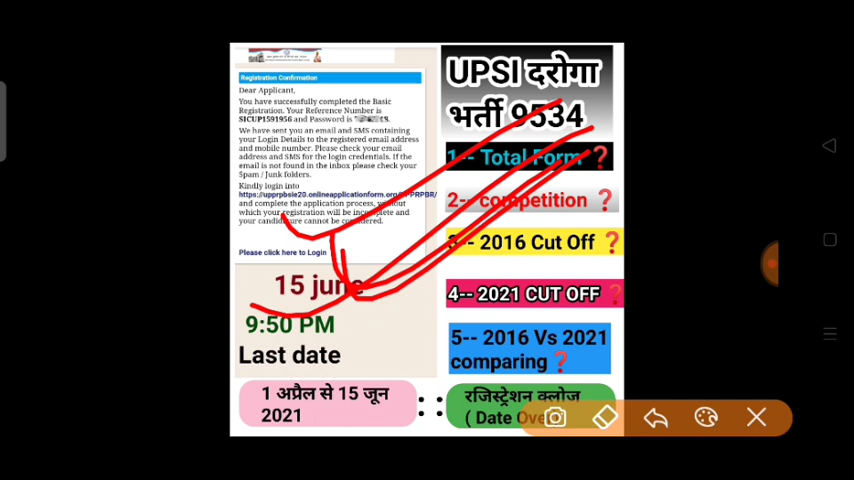 Registration Confirmation
Dear Applicant,
You have successfully completed the Basic
Registration. Your Reference Number is
SICUP1591956 and Password is
We have sent you an email and SMS containing
your Login Details to the registered email address
and mobile number. Please check your email
address and SMS for the login credentials. If the
email is not found in the inbox please check your
Spam / Junk folders.
Kindly login into
and complete the application process, without
which your registration will be incomplete and
your candidature cannot be considered.
Please click here to Login
15 june
9:50 PM
Last date
1 अप्रैल से 15 जून
2021
UPSI दरोगा
भर्ती 9534
1-- Total Form ❓
2-- competition ❓
3-- 2016 Cut Off ❓
4-- 2021 CUT OFF ❓
5-- 2016 Vs 2021
comparing ❓
: :
रजिस्ट्रेशन क्लोज
( Date Over